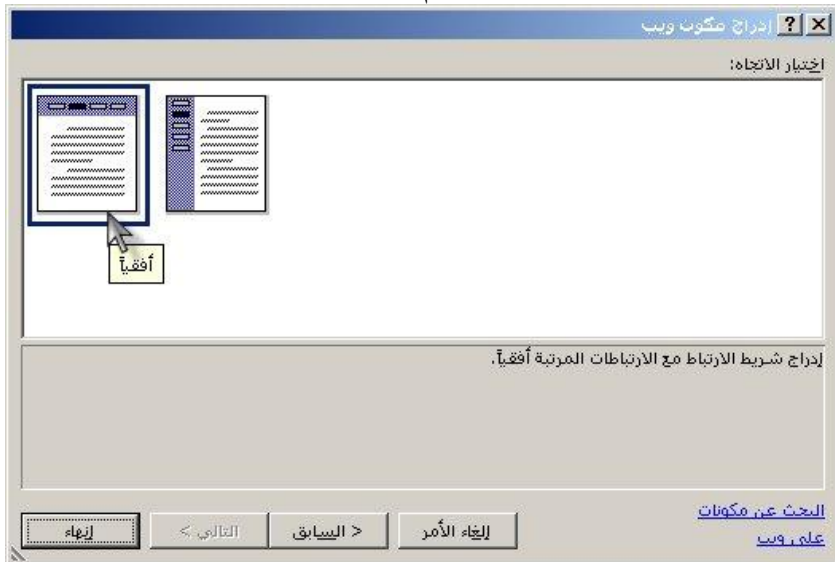 إدراج مكون ويب
اختيار الاتجاه:
أفقياً
إدراج شريط الارتباط مع الارتباطات المرتبة أفقياً.
البحث عن مكونات
على ويب
إلغاء الأمر
< السابق
التالي >
إنهاء